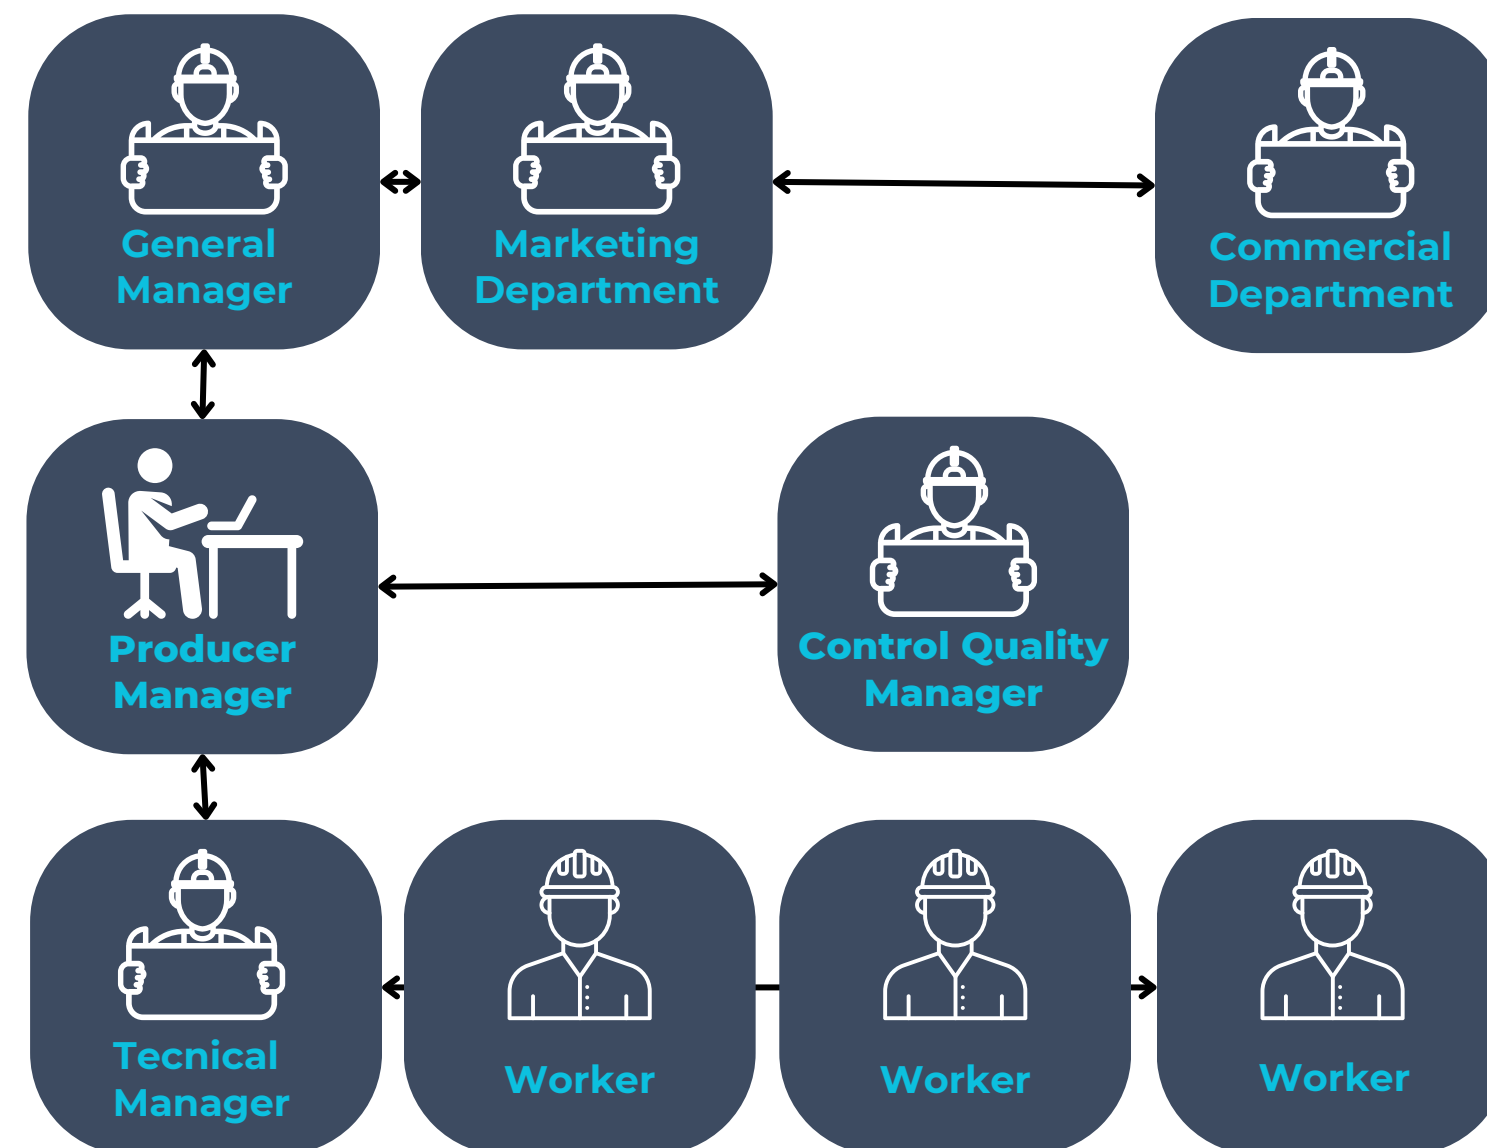 General
Manager
Marketing
Department
Commercial
Department
Producer
Manager
Control Quality
Manager
Tecnical
Manager
Worker
Worker
Worker